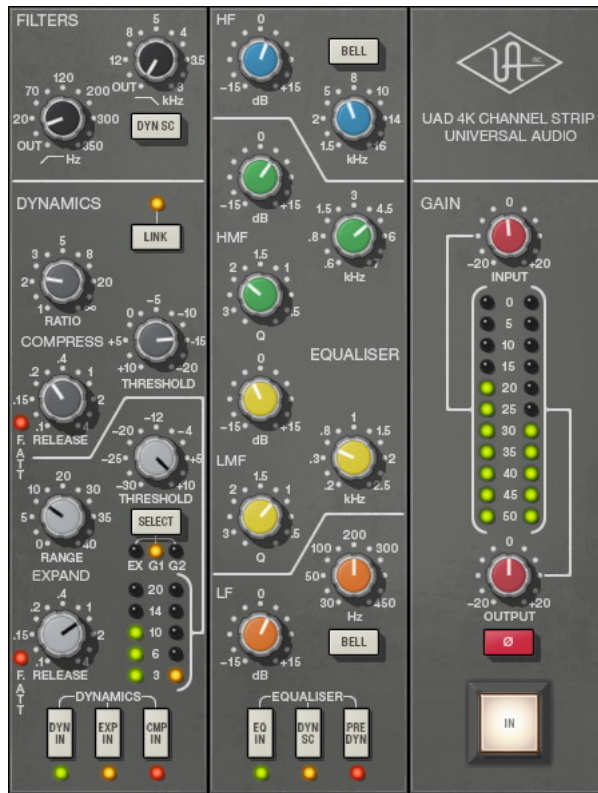 FILTERS
5
8 4
12 3.5
OUT 3
kHz
120
70 200
20 300
OUT 350
Hz
DYN SC
DYNAMICS
LINK
5
3 8
2 20
1 ∞
RATIO
-5
0 -10
+5 -15
+10 -20
THRESHOLD
COMPRESS
.4
.2 1
.15 2
.1 4
RELEASE
F. ATT
-12
-20 -4
-25 +5
-30 +10
THRESHOLD
20
10 30
5 35
0 40
RANGE
SELECT
EX G1 G2
20
14
10
6
3
EXPAND
.4
.2 1
.15 2
.1 4
RELEASE
F. ATT
DYNAMICS
DYN IN
EXP IN
CMP IN
HF
0
-15 +15
dB
BELL
8
5 10
2 14
1.5 16
kHz
0
-15 +15
dB
HMF
3
1.5 4.5
.8 6
.6 7
kHz
1.5
2 1
3 .5
Q
EQUALISER
0
-15 +15
dB
LMF
1
.8 1.5
.3 2
.2 2.5
kHz
1.5
2 1
3 .5
Q
LF
200
100 300
50
30 450
Hz
0
-15 +15
dB
BELL
EQUALISER
EQ IN
DYN SC
PRE DYN
UA INC.
UAD 4K CHANNEL STRIP
UNIVERSAL AUDIO
GAIN
0
-20 +20
INPUT
0
5
10
15
20
25
30
35
40
45
50
0
-20 +20
OUTPUT
Ø
IN